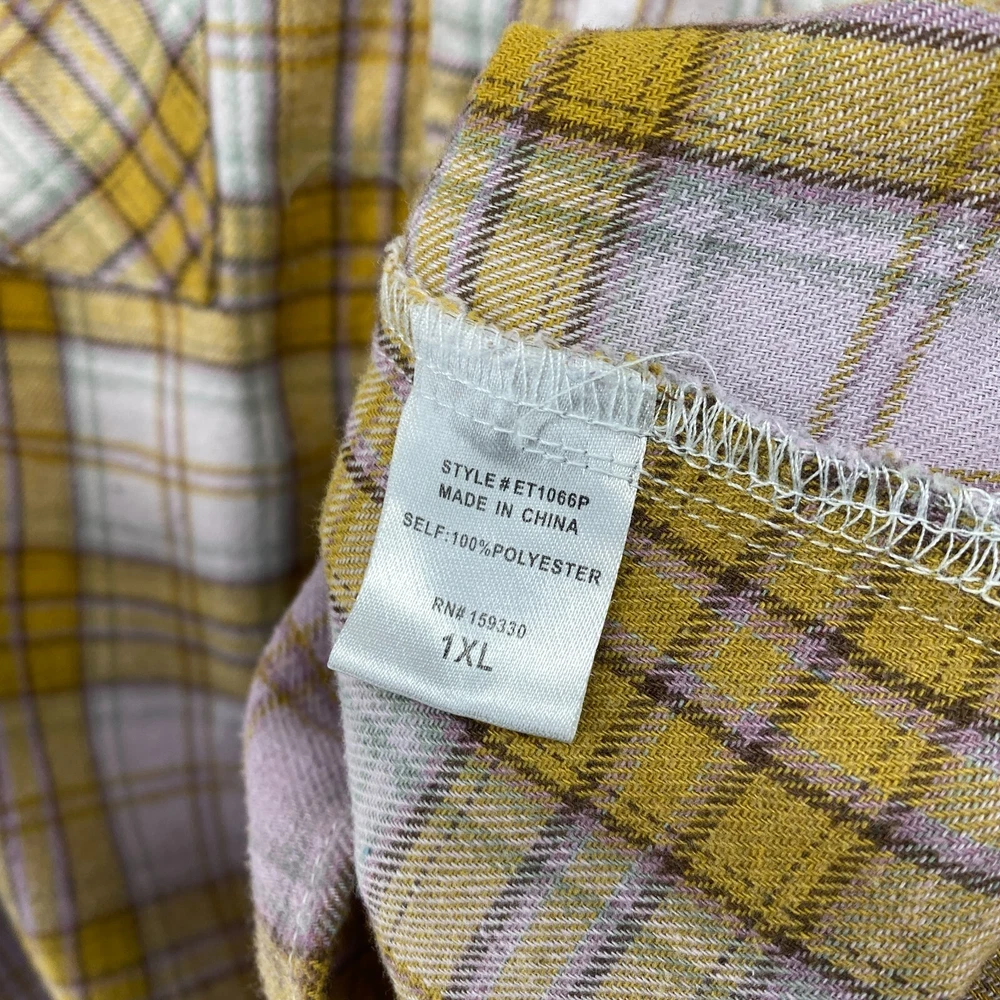 STYLE#ET1066P
MADE IN CHINA
SELF:100%POLYESTER
RN# 159330
1XL